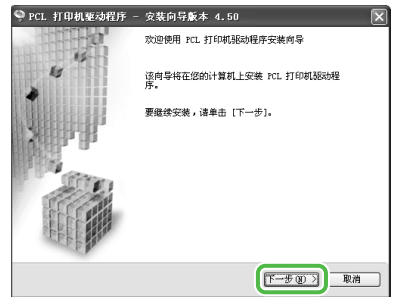 PCL 打印机驱动程序 - 安装向导版本 4.50
欢迎使用 PCL 打印机驱动程序安装向导
该向导将在您的计算机上安装 PCL 打印机驱动程
序。
要继续安装，请单击 [下一步]。
下一步(N) >
取消